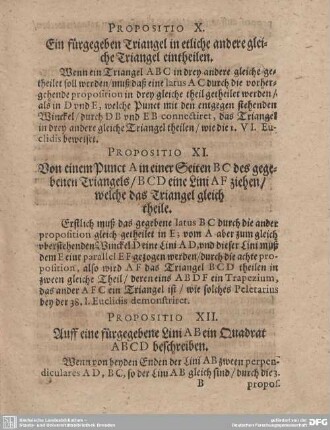 PROPOSITIO X.
Ein fürgegeben Triangel in etliche andere glei-
che Triangel eintheilen.
Wenn ein Triangel ABC in drey andere gleiche ge-
theilet soll werden/ muß das eine latus AC durch die vorher-
gehende proposition in drey gleiche theil getheilet werden/
als in D vnd E, welche Punct mit den entgegen stehenden
Winckel/ durch DB vnd EB connectiret, das Triangel
in drey andere gleiche Triangel theilen/ wie die 1. VI. Eu-
clidis beweiset.
PROPOSITIO XI.
Von einem Punct A in einer Seiten BC des gege-
benen Triangels/ BCD eine Lini AF ziehen/
welche das Triangel gleich
theile.
Erstlich muß das gegebene latus BC durch die ander
proposition gleich getheilet in E; vom A aber zum gleich
überstehenden Winckel D eine Lini AD, vnd dieser Lini muß
dem E eine parallel EF gezogen werden/ durch die achte pro-
position, also wird AF das Triangel BCD theilen in
zween gleiche Theil/ deren eins ABDF ein Trapezium,
das ander AFC ein Triangel ist/ wie solches Peletarius
bey der 38. I. Euclidis demonstriret.
PROPOSITIO XII.
Auff eine fürgegebene Lini AB ein Quadrat
ABCD beschreiben.
Wenn von beyden Enden der Lini AB zween perpen-
diculares AD, BC, so der Lini AB gleich sind/ durch die 3.
B propos.